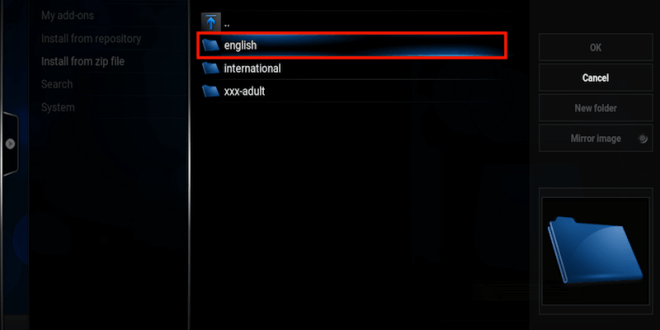 My add-ons
Install from repository
Install from zip file
Search
System
..
english
international
xxx-adult
OK
Cancel
New folder
Mirror image